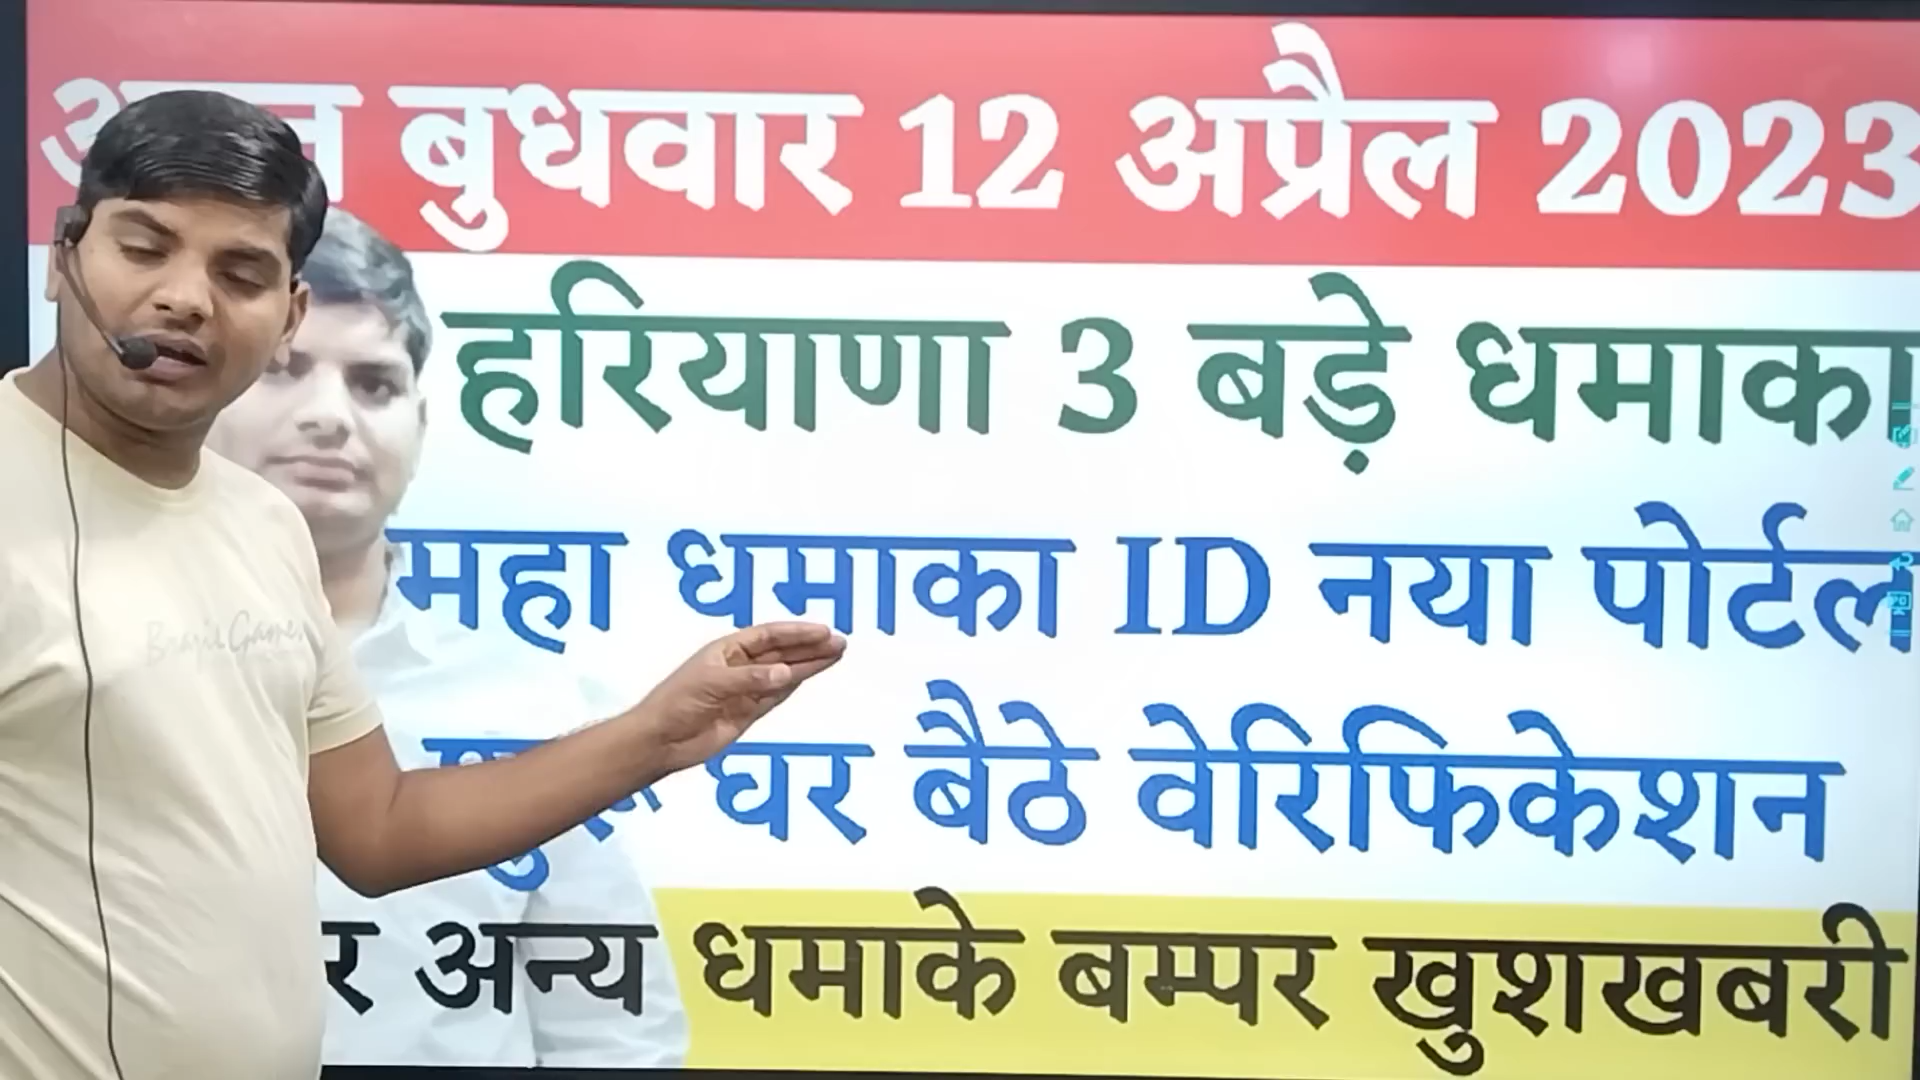 बुधवार 12 अप्रैल 2023
हरियाणा 3 बड़े धमाका
महा धमाका ID नया पोर्टल
घर बैठे वेरिफिकेशन
अन्य धमाके बम्पर खुशखबरी